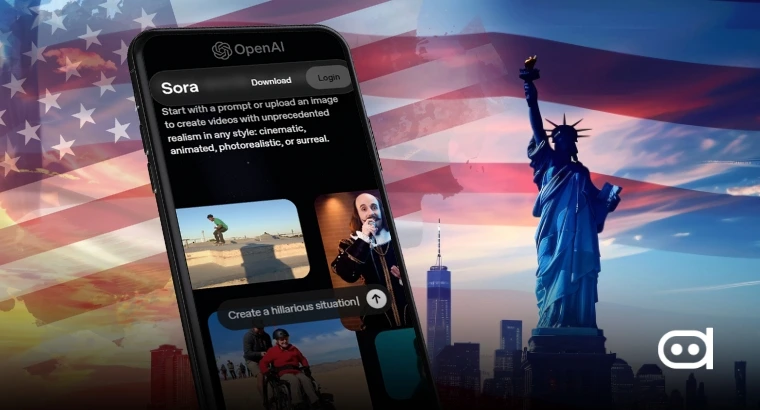 OpenAI
Sora
Download
Login
Start with a prompt or upload an image
to create videos with unprecedented
realism in any style: cinematic,
animated, photorealistic, or surreal.
Create a hillarious situation